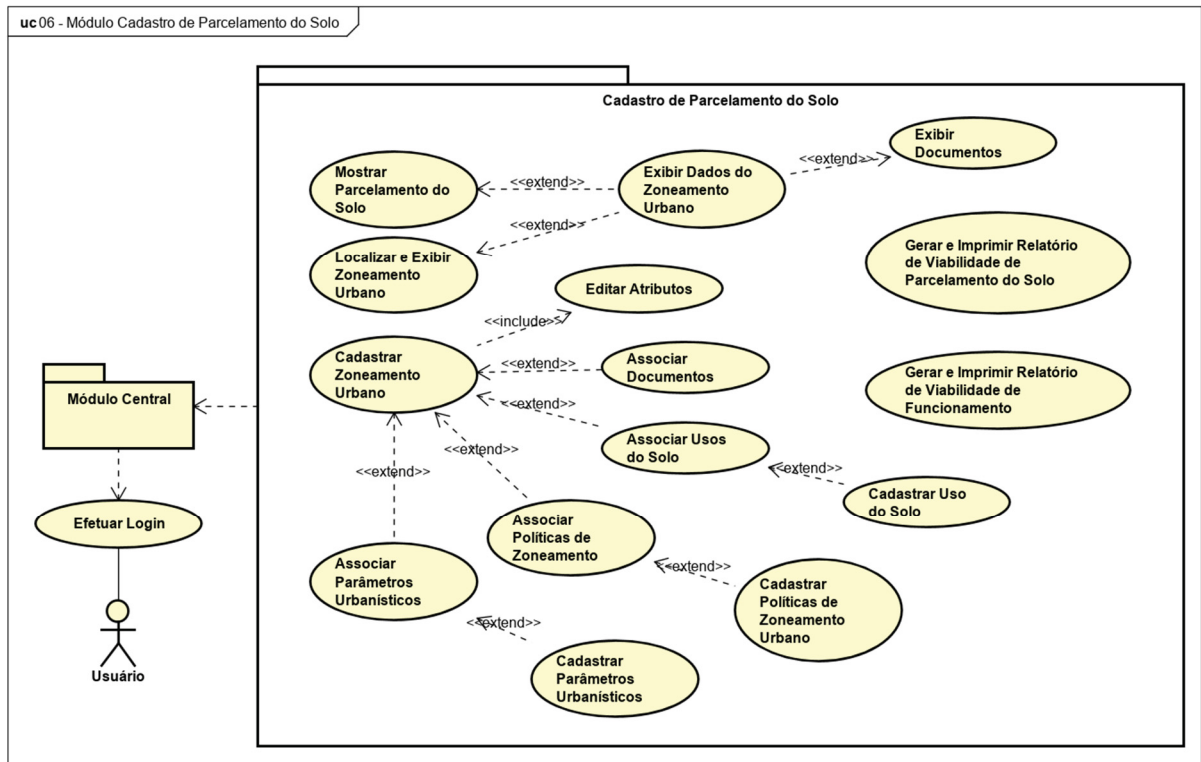 uc 06 - Módulo Cadastro de Parcelamento do Solo
Cadastro de Parcelamento do Solo
Mostrar
Parcelamento do
Solo
<<extend>>
Exibir Dados do
Zoneamento
Urbano
<<extend>>
Exibir
Documentos
<<extend>>
Localizar e Exibir
Zoneamento
Urbano
Gerar e Imprimir Relatório
de Viabilidade de
Parcelamento do Solo
Editar Atributos
<<include>>
Cadastrar
Zoneamento
Urbano
<<extend>>
Associar
Documentos
Gerar e Imprimir Relatório
de Viabilidade de
Funcionamento
<<extend>>
Associar Usos
do Solo
<<extend>>
Cadastrar Uso
do Solo
<<extend>>
<<extend>>
Módulo Central
Efetuar Login
Usuário
Associar
Políticas de
Zoneamento
<<extend>>
Cadastrar
Políticas de
Zoneamento
Urbano
Associar
Parâmetros
Urbanísticos
<<extend>>
Cadastrar
Parâmetros
Urbanísticos